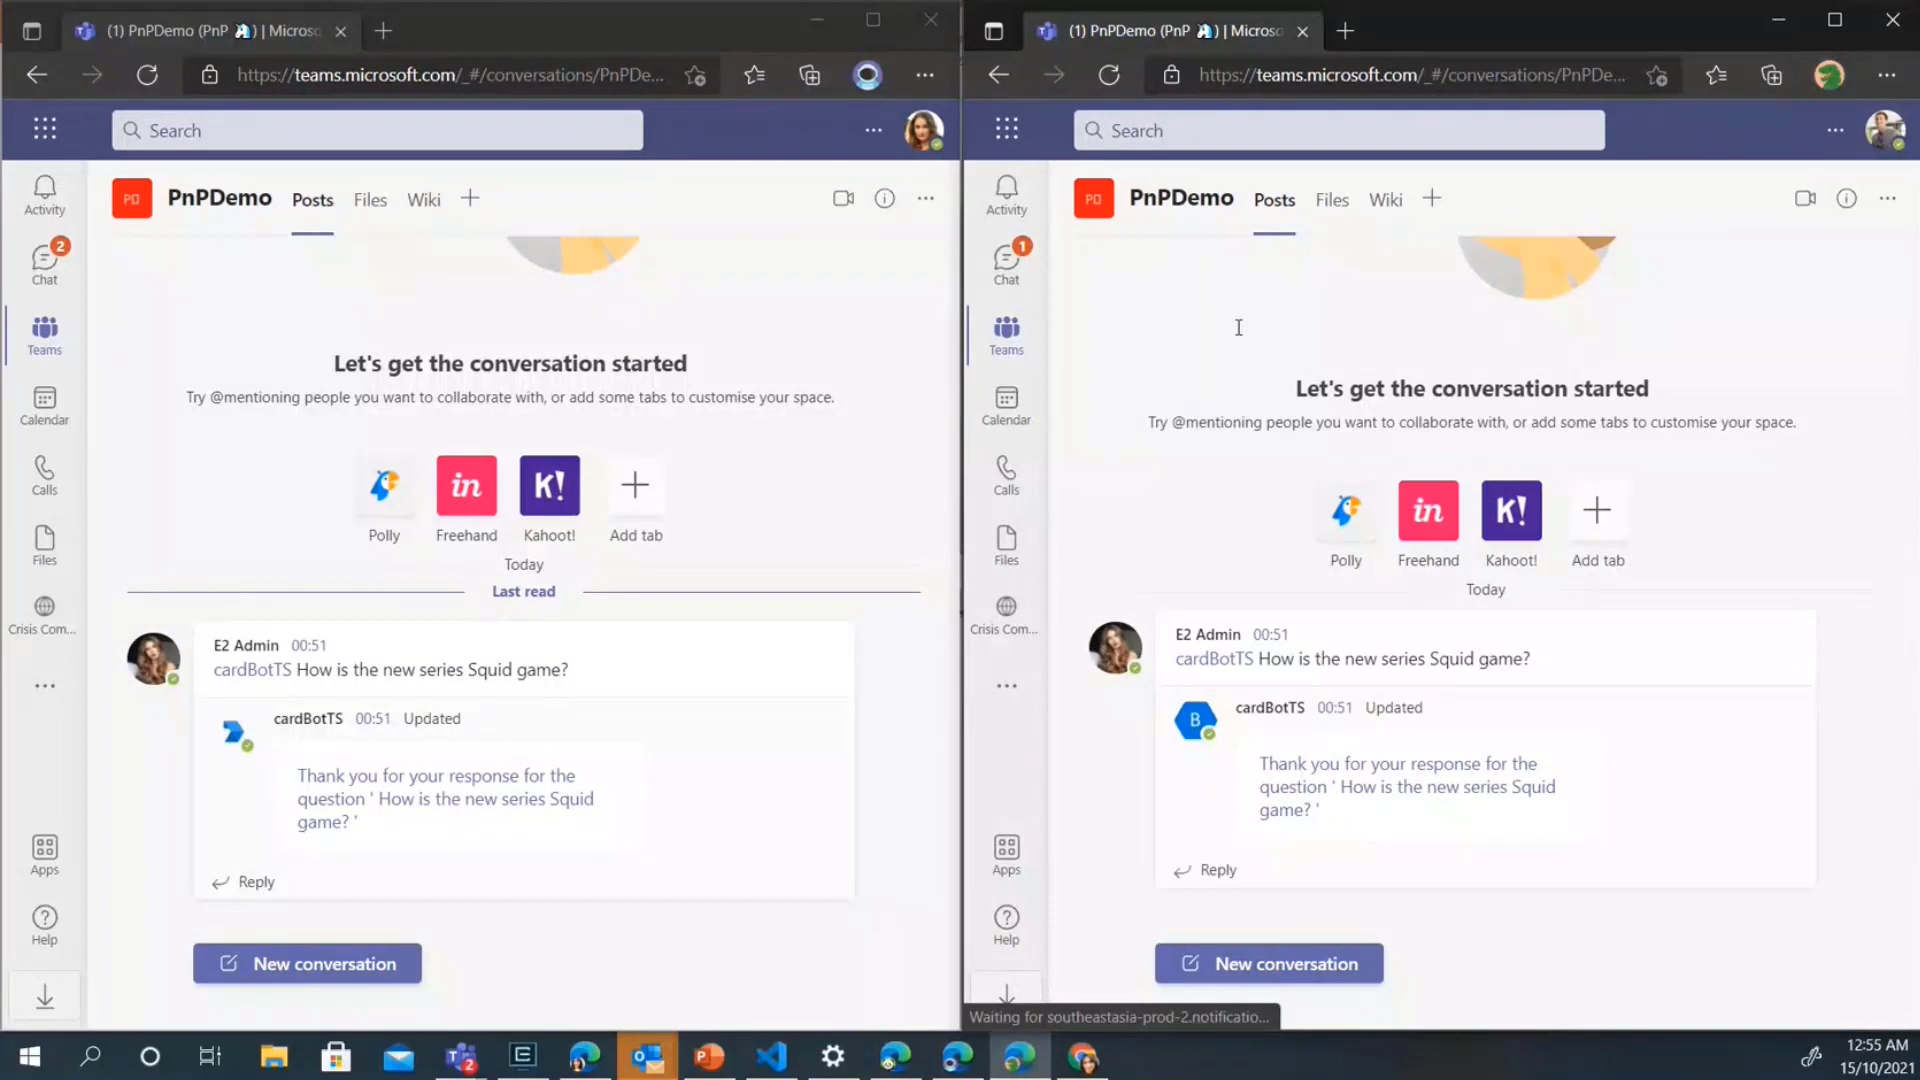 (1) PnPDemo (PnP ) | Microsc
https://teams.microsoft.com/_#/conversations/PnPDe...
Search
Activity
2
Chat
Teams
Calendar
Calls
Files
Crisis Com...
Apps
Help
PD
PnPDemo
Posts
Files
Wiki
Let's get the conversation started
Try @mentioning people you want to collaborate with, or add some tabs to customise your space.
in
K!
Polly
Freehand
Kahoot!
Add tab
Today
Last read
E2 Admin 00:51
cardBotTS How is the new series Squid game?
cardBotTS 00:51 Updated
Thank you for your response for the
question ' How is the new series Squid
game? '
Reply
New conversation
(1) PnPDemo (PnP ) | Microsc
https://teams.microsoft.com/_#/conversations/PnPDe...
Search
Activity
1
Chat
Teams
Calendar
Calls
Files
Crisis Com...
Apps
Help
PD
PnPDemo
Posts
Files
Wiki
Let's get the conversation started
Try @mentioning people you want to collaborate with, or add some tabs to customise your space.
in
K!
Polly
Freehand
Kahoot!
Add tab
Today
E2 Admin 00:51
cardBotTS How is the new series Squid game?
B
cardBotTS 00:51 Updated
Thank you for your response for the
question ' How is the new series Squid
game? '
Reply
New conversation
Waiting for southeastasia-prod-2.notificatio...
2
12:55 AM
15/10/2021